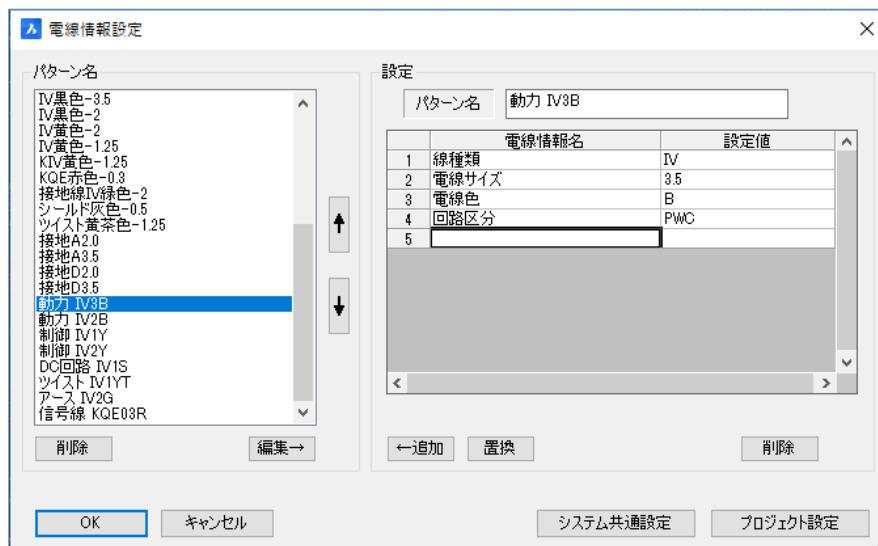 電線情報設定
パターン名
IV黒色-3.5
IV黒色-2
IV黄色-2
IV黄色-1.25
KIV黄色-1.25
KQE赤色-0.3
接地線IV緑色-2
シールド灰色-0.5
ツイスト黄茶色-1.25
接地A2.0
接地A3.5
接地D2.0
接地D3.5
動力 IV3B
動力 IV2B
制御 IV1Y
制御 IV2Y
DC回路 IV1S
ツイスト IV1YT
アース IV2G
信号線 KQE03R
削除
編集→
設定
パターン名 動力 IV3B
電線情報名 設定値
1 線種類 IV
2 電線サイズ 3.5
3 電線色 B
4 回路区分 PWC
5
←追加 置換 削除
OK キャンセル システム共通設定 プロジェクト設定